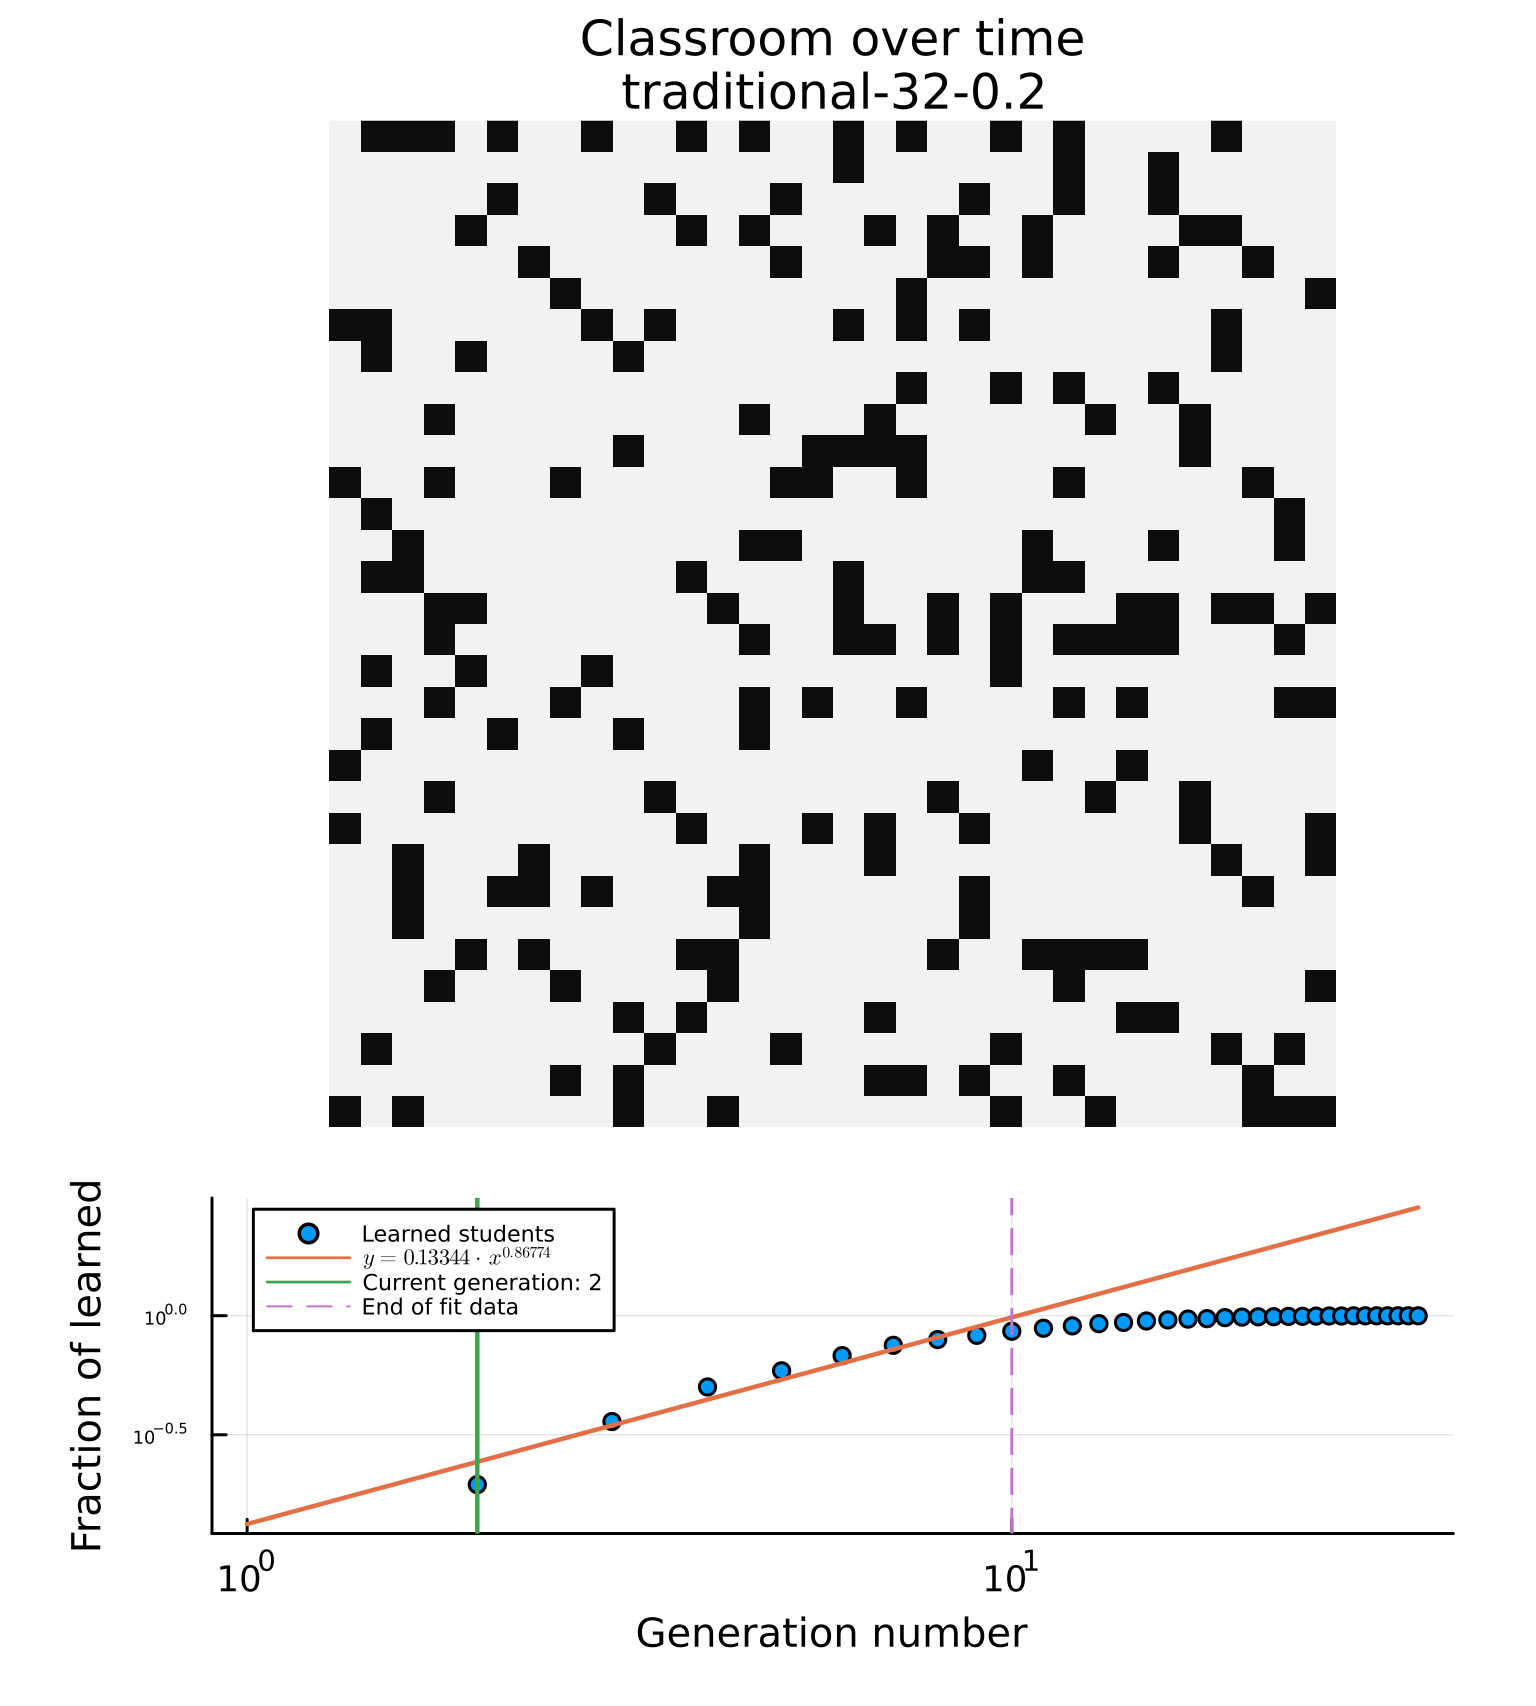 Classroom over time
traditional-32-0.2
Fraction of learned
Learned students
y = 0.13344 · x^0.86774
Current generation: 2
End of fit data
10^0.0
10^−0.5
10^0
10^1
Generation number